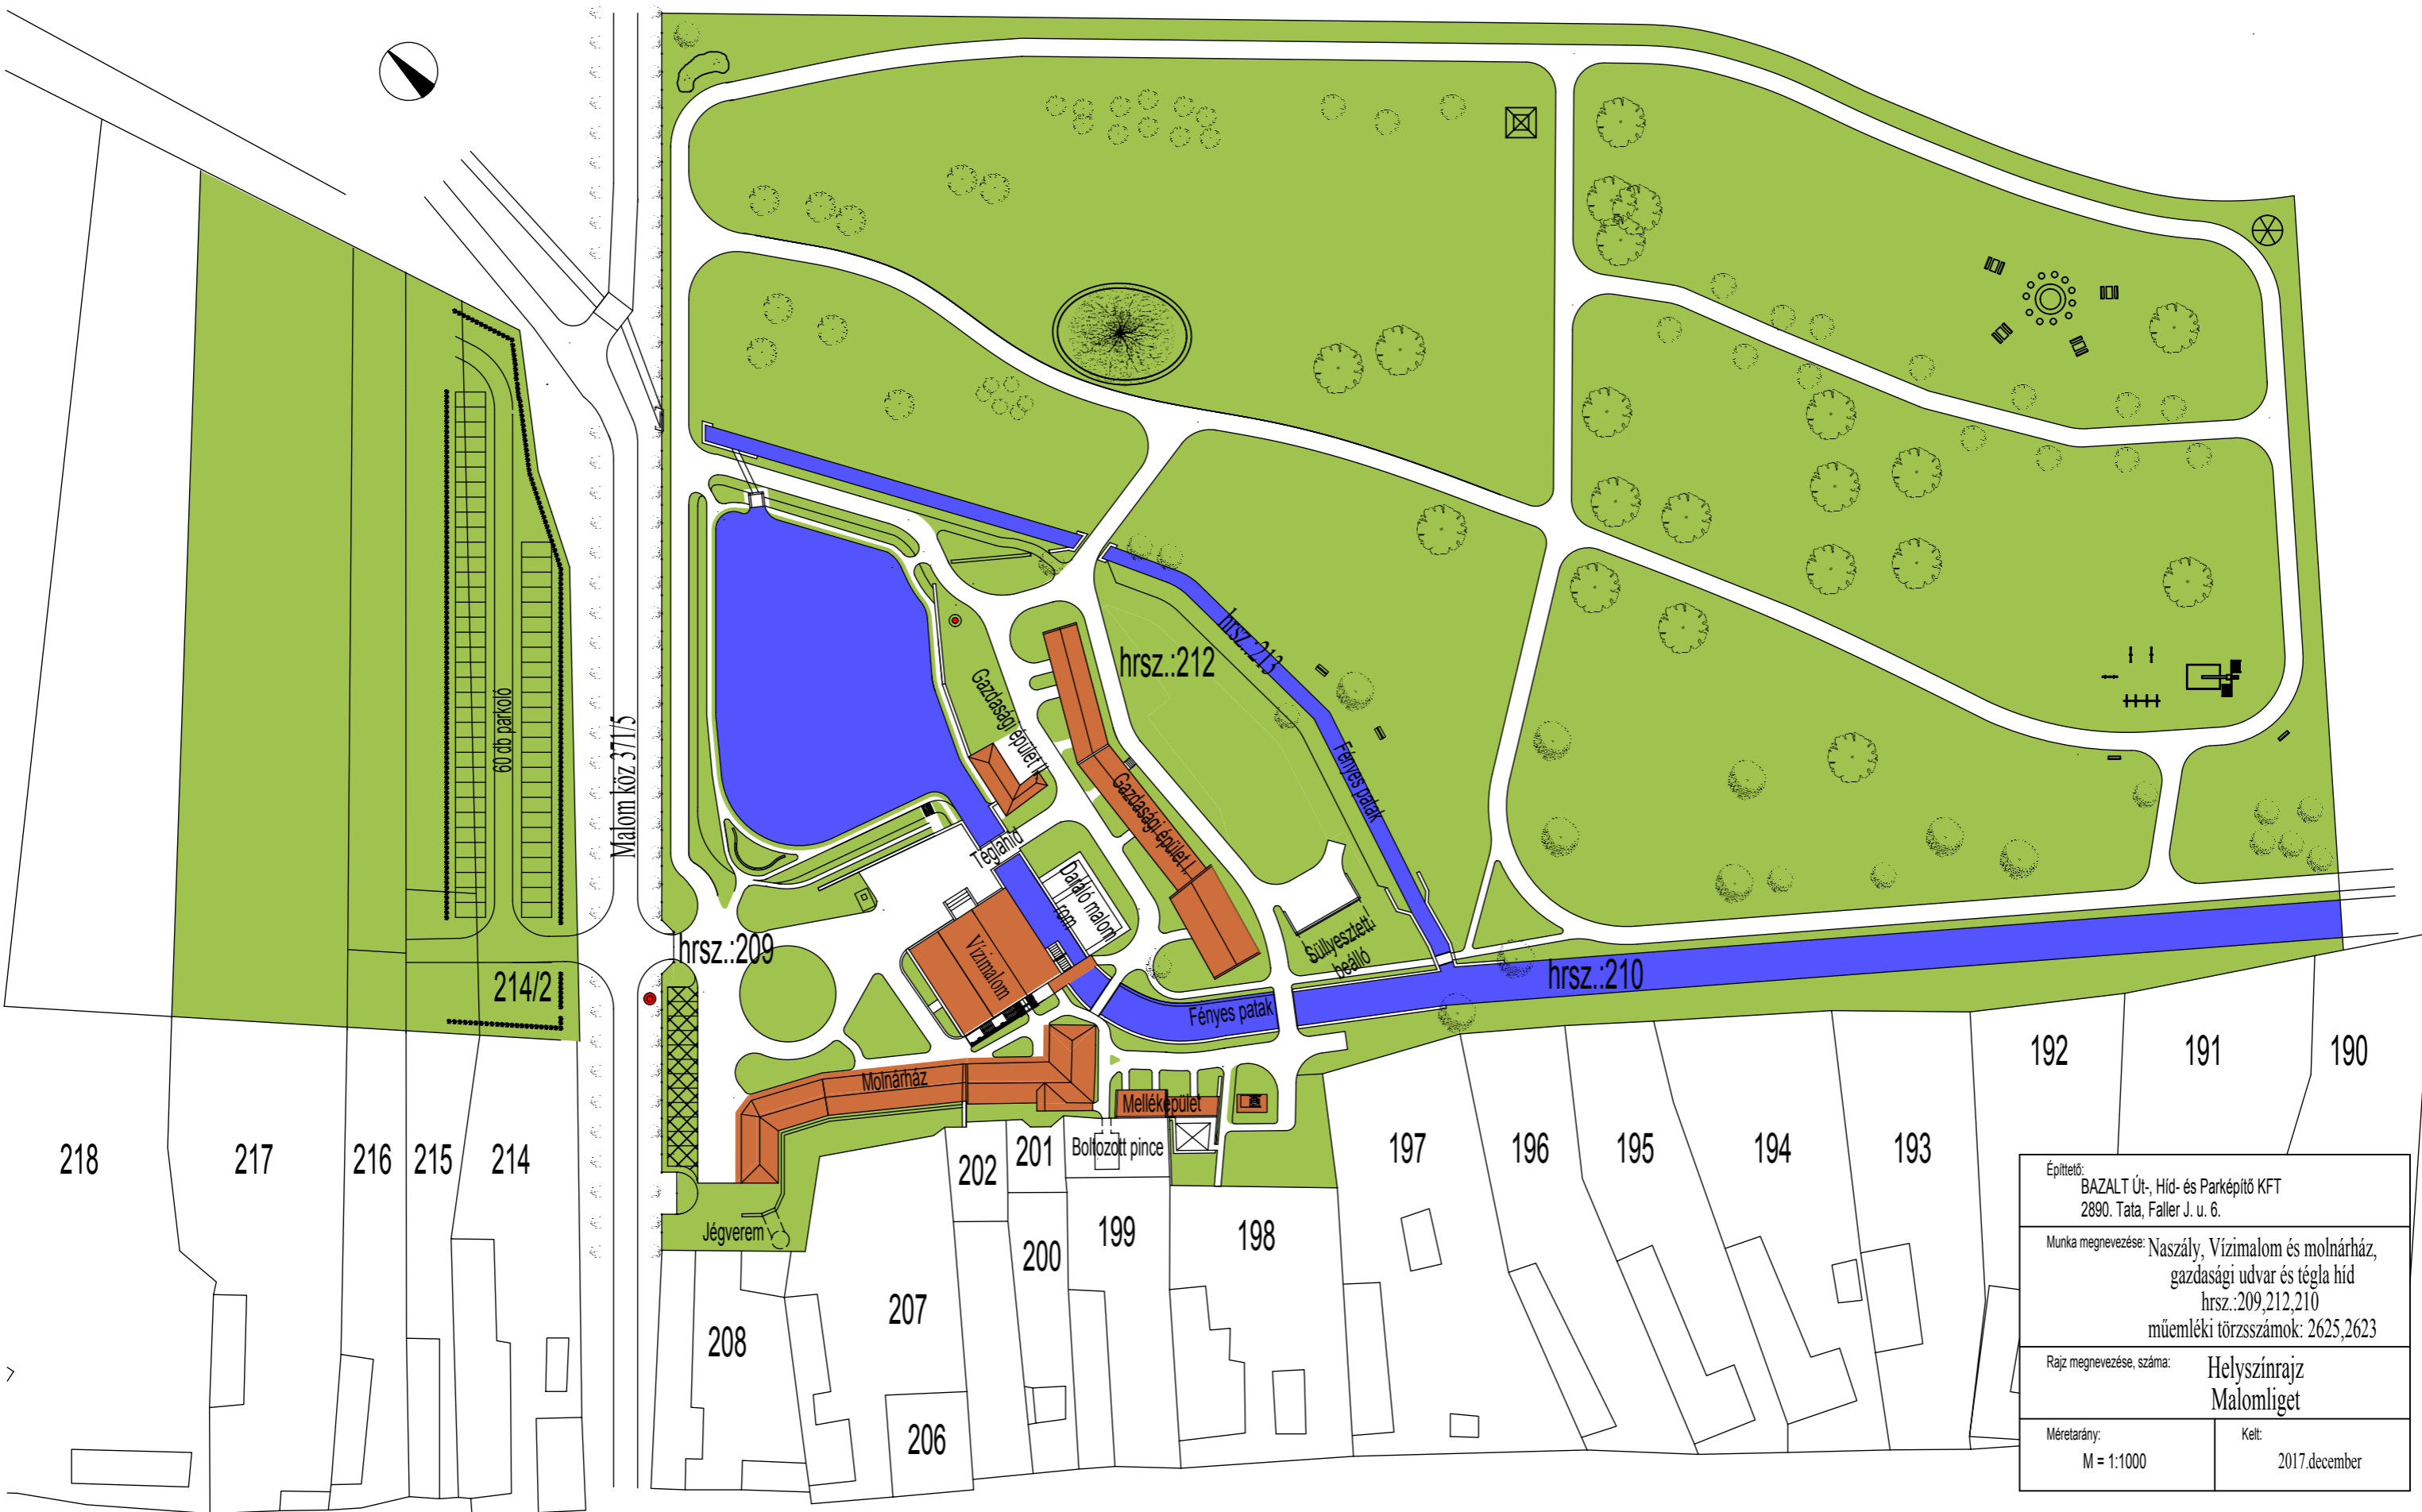 60 db parkoló
Malom köz 371/5
214/2
hrsz.:209
hrsz.:212
hrsz.:213
Fényes patak
Gazdasági épület II.
Gazdasági épület I.
Téglahíd
Daráló malom
rom
Vízimalom
Süllyesztett
beálló
hrsz.:210
Fényes patak
Molnárház
Melléképület
Boltozott pince
Jégverem
218
217
216
215
214
208
207
206
202
201
200
199
198
197
196
195
194
193
192
191
190
Építtető:
BAZALT Út-, Híd- és Parképítő KFT
2890. Tata, Faller J. u. 6.
Munka megnevezése: Naszály, Vízimalom és molnárház,
gazdasági udvar és tégla híd
hrsz.:209,212,210
műemléki törzsszámok: 2625,2623
Rajz megnevezése, száma: Helyszínrajz
Malomliget
Méretarány:
M = 1:1000
Kelt:
2017.december